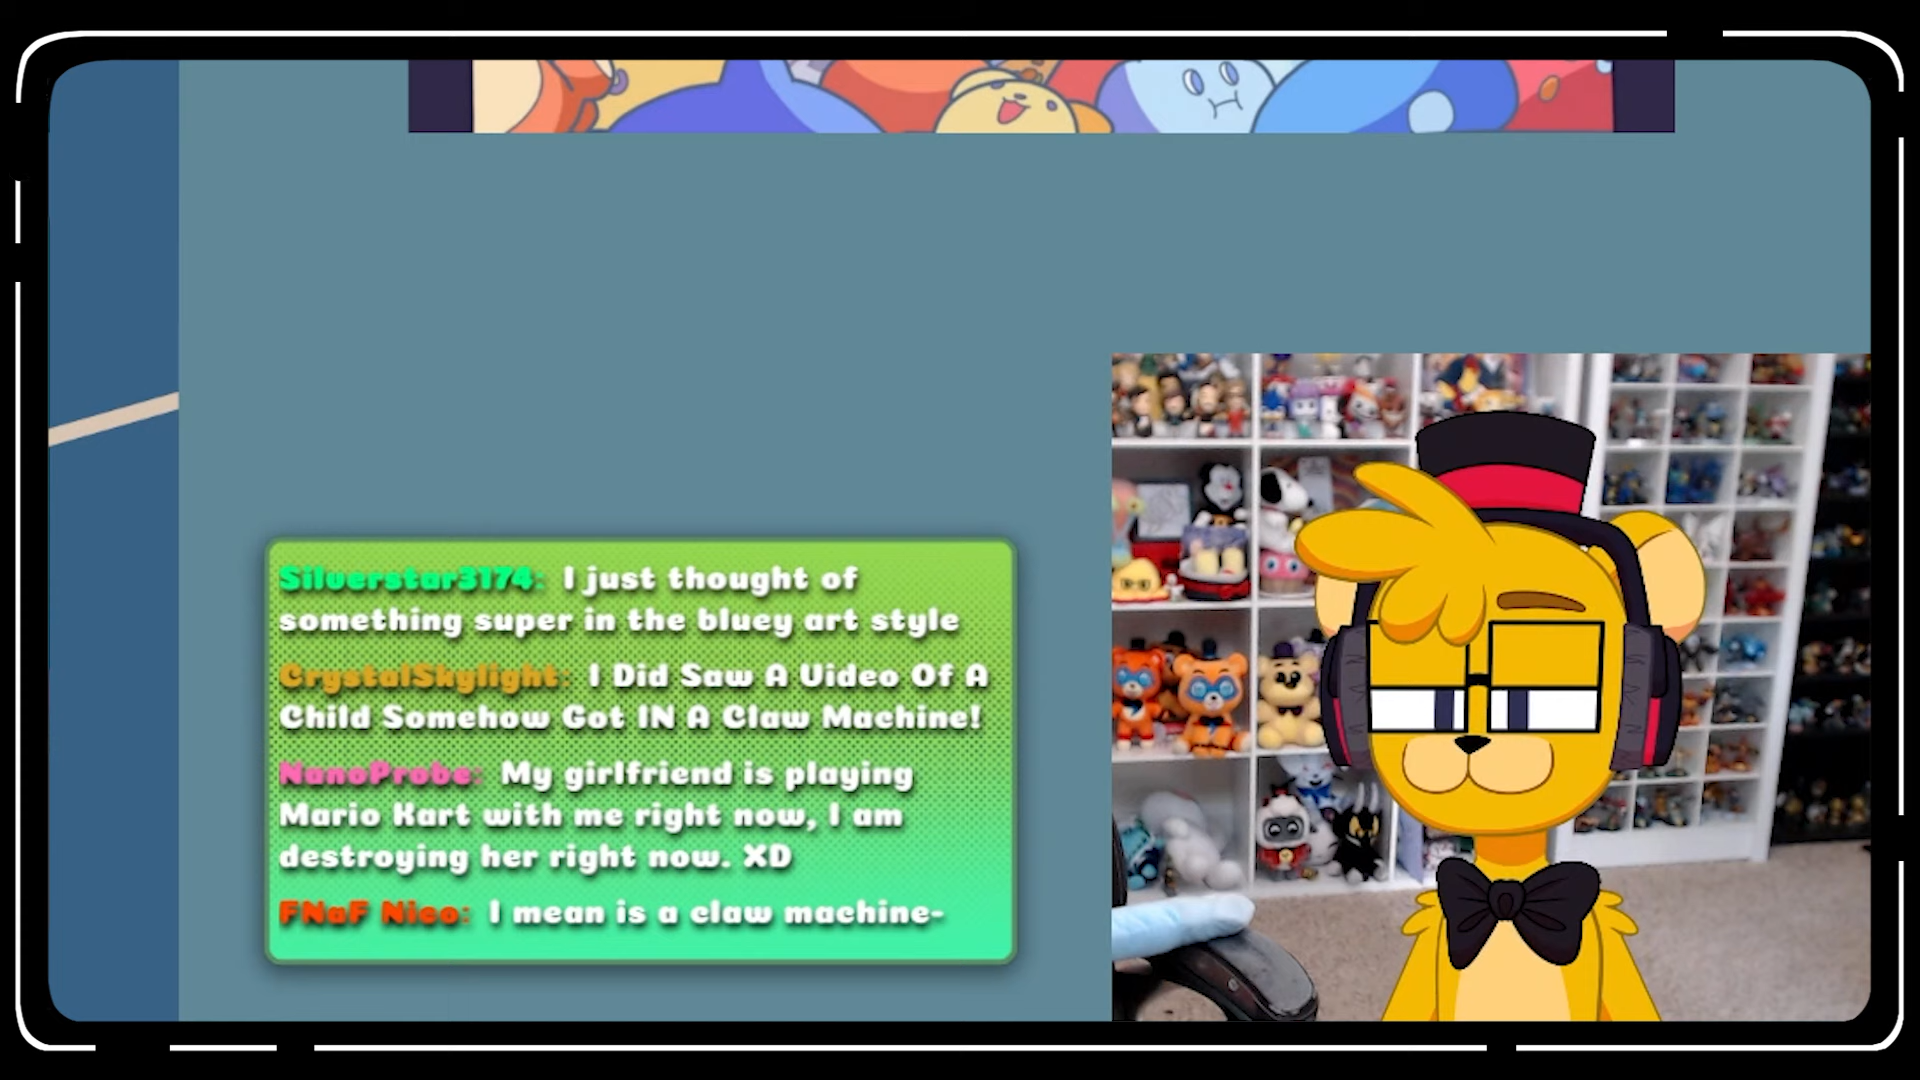 Silverstar3174: I just thought of
something super in the bluey art style
CrystalSkylight: I Did Saw A Video Of A
Child Somehow Got IN A Claw Machine!
NanoProbe: My girlfriend is playing
Mario Kart with me right now, I am
destroying her right now. XD
FNaF Nico: I mean is a claw machine-